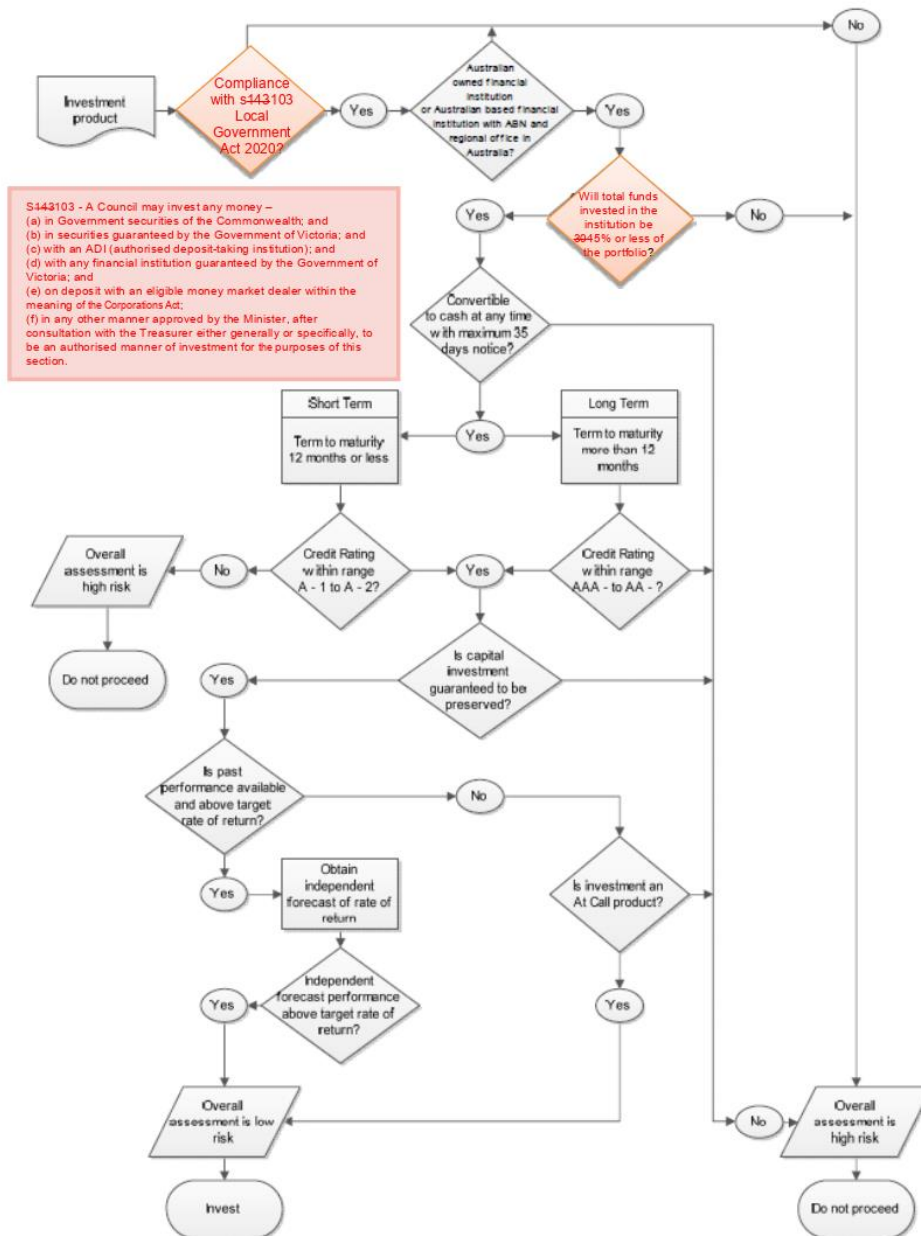 No
Investment
product
Compliance
with s143103
Local
Government
Act 2020?
Yes
Australian
owned financial
institution
or Australian based financial
institution with ABN and
regional office in
Australia?
Yes
S143103 - A Council may invest any money –
(a) in Government securities of the Commonwealth; and
(b) in securities guaranteed by the Government of Victoria; and
(c) with an ADI (authorised deposit-taking institution); and
(d) with any financial institution guaranteed by the Government of
Victoria; and
(e) on deposit with an eligible money market dealer within the
meaning of the Corporations Act;
(f) in any other manner approved by the Minister, after
consultation with the Treasurer either generally or specifically, to
be an authorised manner of investment for the purposes of this
section.
Yes
Will total funds
invested in the
institution be
3045% or less of
the portfolio?
No
Convertible
to cash at any time
with maximum 35
days notice?
Short Term
Term to maturity
12 months or less
Yes
Long Term
Term to maturity
more than 12
months
Overall
assessment is
high risk
No
Credit Rating
within range
A - 1 to A - 2?
Yes
Credit Rating
within range
AAA - to AA - ?
Do not proceed
Yes
Is capital
investment
guaranteed to be
preserved?
Is past
performance available
and above target
rate of return?
No
Yes
Obtain
independent
forecast of rate of
return
Is investment an
At Call product?
Yes
Independent
forecast performance
above target rate of
return?
Yes
Overall
assessment is low
risk
No
Overall
assessment is
high risk
Invest
Do not proceed